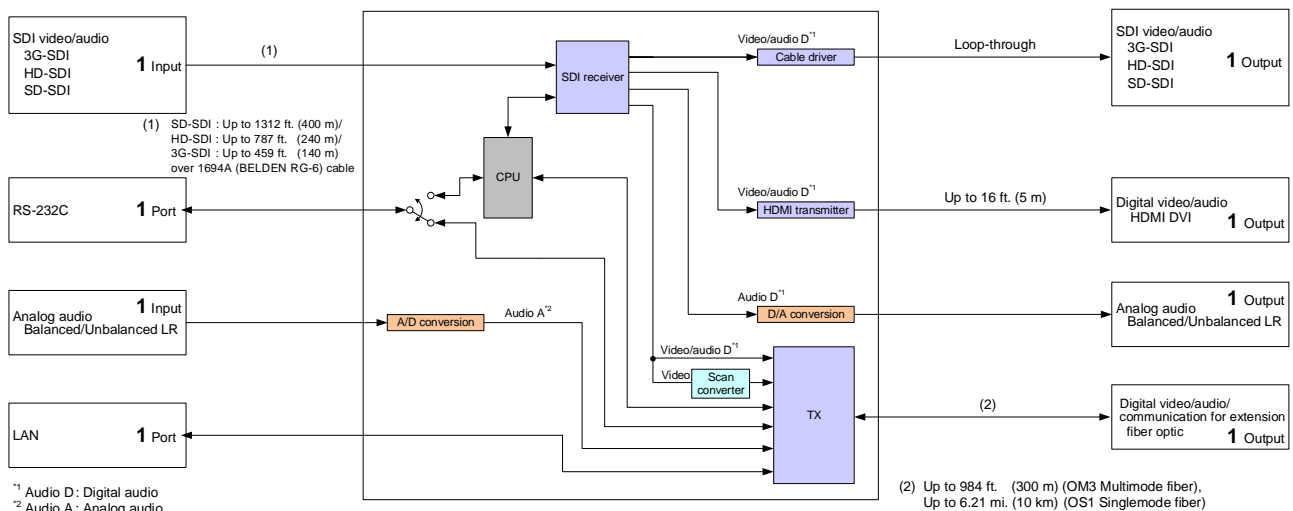 SDI video/audio
3G-SDI
HD-SDI
SD-SDI
1 Input
(1)
(1) SD-SDI : Up to 1312 ft. (400 m)/
HD-SDI : Up to 787 ft. (240 m)/
3G-SDI : Up to 459 ft. (140 m)
over 1694A (BELDEN RG-6) cable
RS-232C
1 Port
Analog audio
Balanced/Unbalanced LR
1 Input
LAN
1 Port
*1 Audio D : Digital audio
*2 Audio A : Analog audio
SDI receiver
CPU
Video/audio D*1
Cable driver
Video/audio D*1
HDMI transmitter
Audio D*1
D/A conversion
A/D conversion
Audio A*2
Video/audio D*1
Video
Scan
converter
TX
Loop-through
SDI video/audio
3G-SDI
HD-SDI
SD-SDI
1 Output
Up to 16 ft. (5 m)
Digital video/audio
HDMI DVI
1 Output
Analog audio
Balanced/Unbalanced LR
1 Output
(2)
Digital video/audio/
communication for extension
fiber optic
1 Output
(2) Up to 984 ft. (300 m) (OM3 Multimode fiber),
Up to 6.21 mi. (10 km) (OS1 Singlemode fiber)